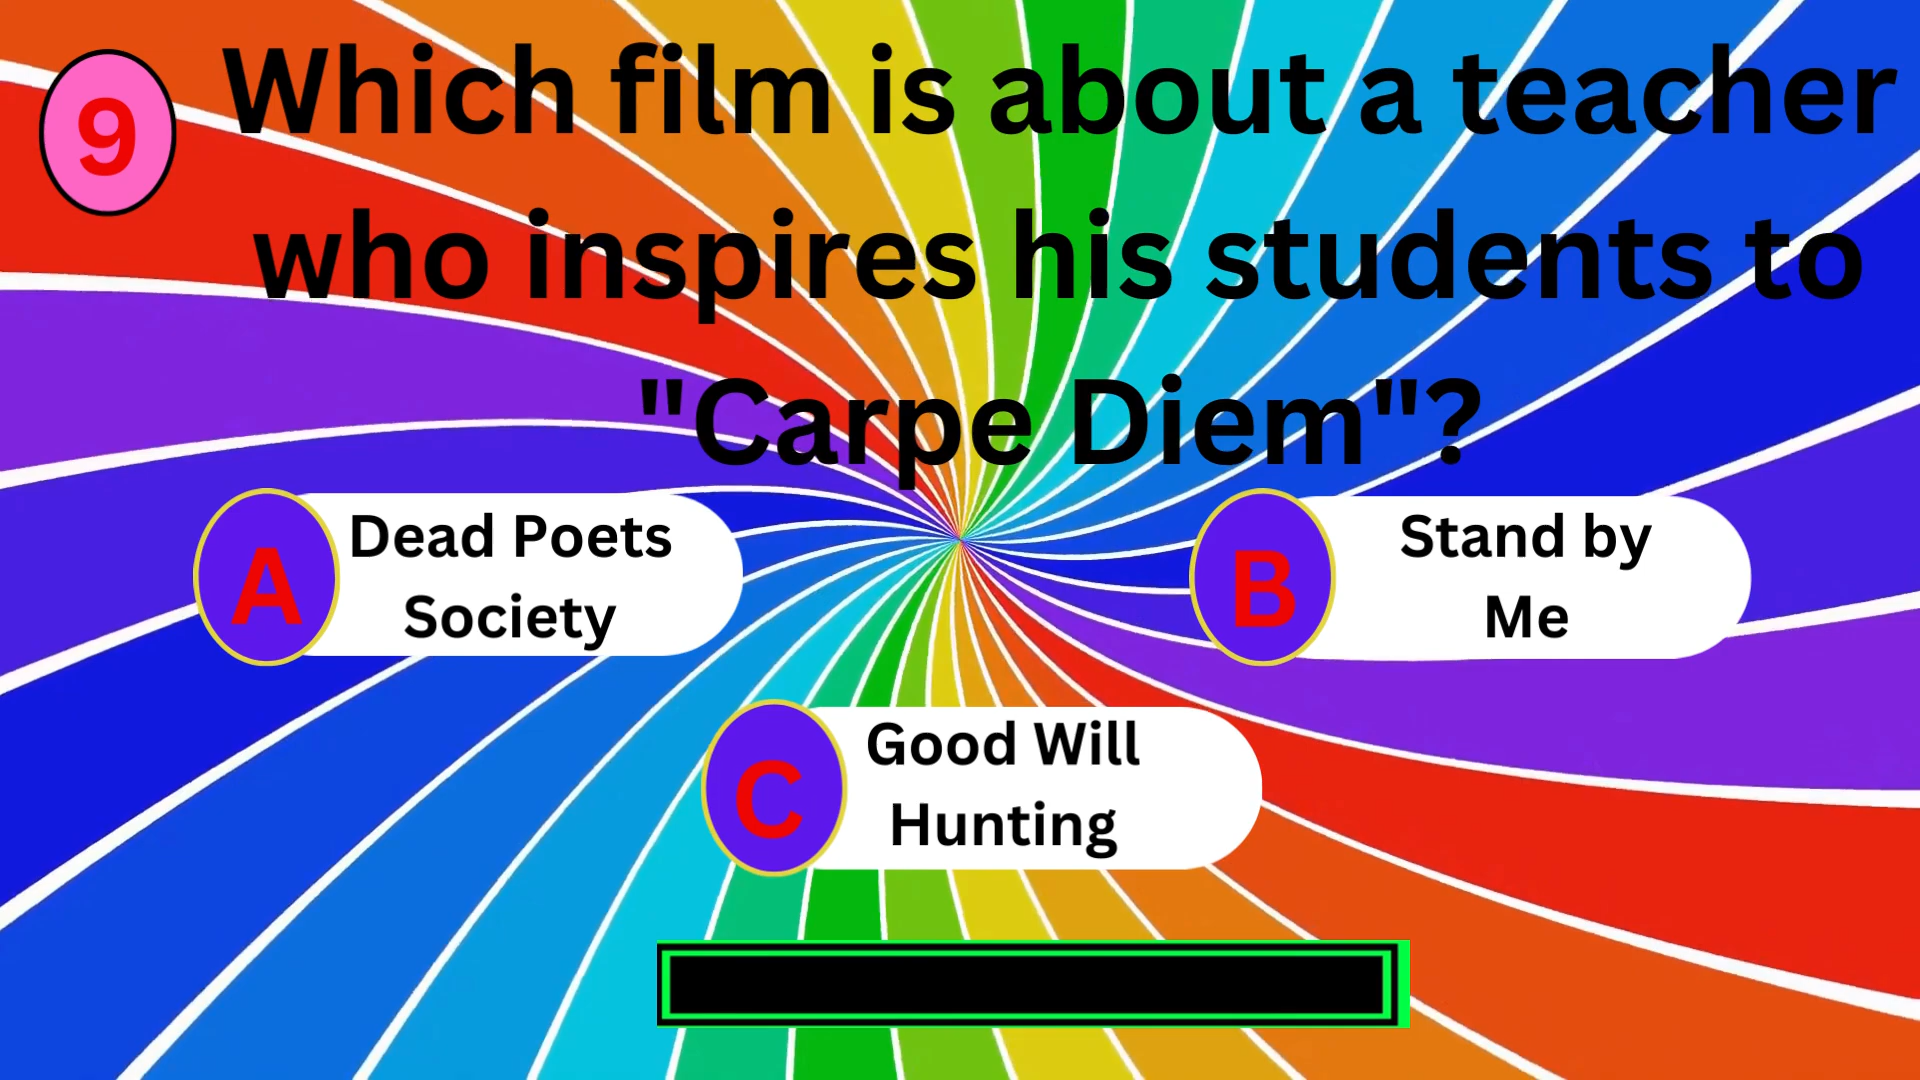 9
Which film is about a teacher
who inspires his students to
"Carpe Diem"?
A
Dead Poets
Society
B
Stand by
Me
C
Good Will
Hunting